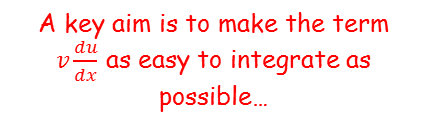 A key aim is to make the term
v du/dx as easy to integrate as
possible…